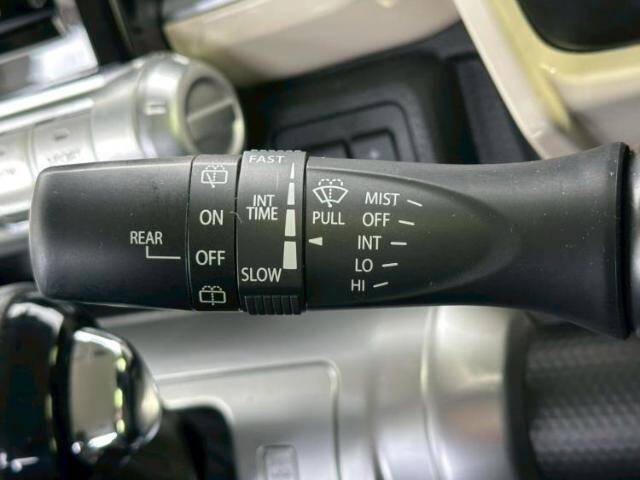 FAST
INT
TIME
SLOW
REAR
ON
OFF
PULL
MIST
OFF
INT
LO
HI